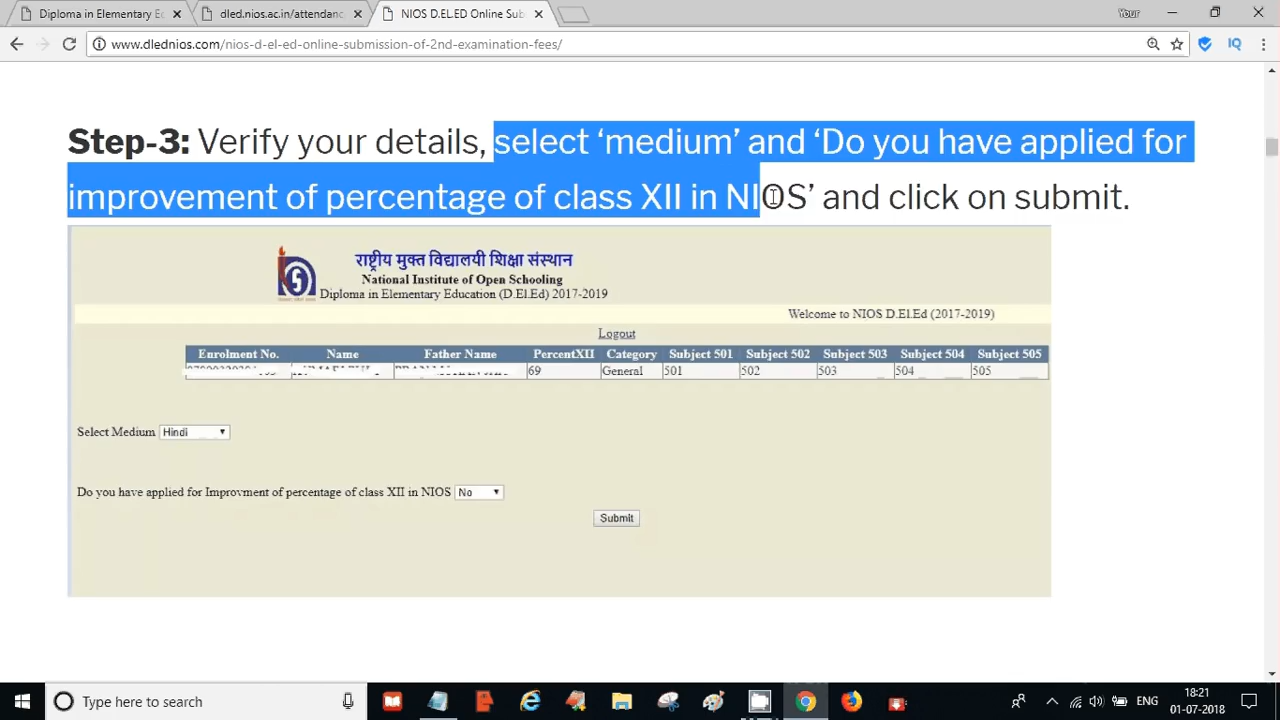 Diploma in Elementary Ed
dled.nios.ac.in/attendanc
NIOS D.EL.ED Online Sub
Your
www.dlednios.com/nios-d-el-ed-online-submission-of-2nd-examination-fees/
IQ
Step-3: Verify your details, select ‘medium’ and ‘Do you have applied for
improvement of percentage of class XII in NIOS’ and click on submit.
राष्ट्रीय मुक्त विद्यालयी शिक्षा संस्थान
National Institute of Open Schooling
Diploma in Elementary Education (D.El.Ed) 2017-2019
Welcome to NIOS D.El.Ed (2017-2019)
Logout
Enrolment No. Name Father Name PercentXII Category Subject 501 Subject 502 Subject 503 Subject 504 Subject 505
69 General 501 502 503 504 505
Select Medium Hindi
Do you have applied for Improvment of percentage of class XII in NIOS No
Submit
Type here to search
ENG
18:21
01-07-2018